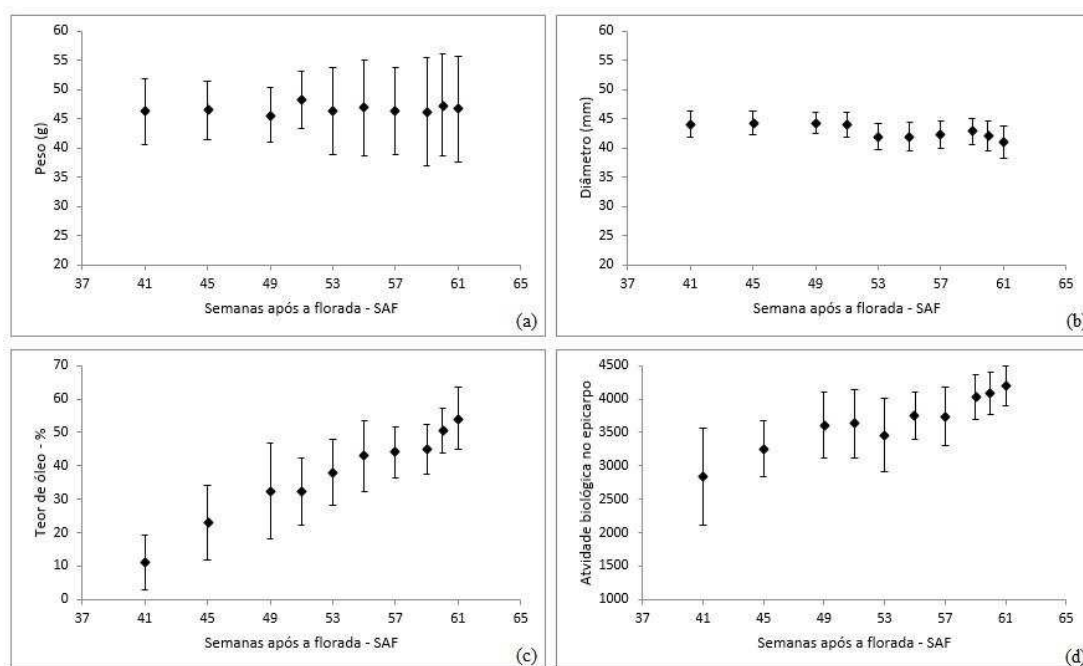 60
55
50
45
40
35
30
25
20
Peso (g)
37 41 45 49 53 57 61 65
Semanas após a florada - SAF
(a)
60
55
50
45
40
35
30
25
20
Diâmetro (mm)
37 41 45 49 53 57 61 65
Semana após a florada - SAF
(b)
70
60
50
40
30
20
10
0
Teor de óleo - %
37 41 45 49 53 57 61 65
Semanas após a florada - SAF
(c)
4500
4000
3500
3000
2500
2000
1500
1000
Atvidade biológica no epicarpo
37 41 45 49 53 57 61 65
Semanas após a florada - SAF
(d)